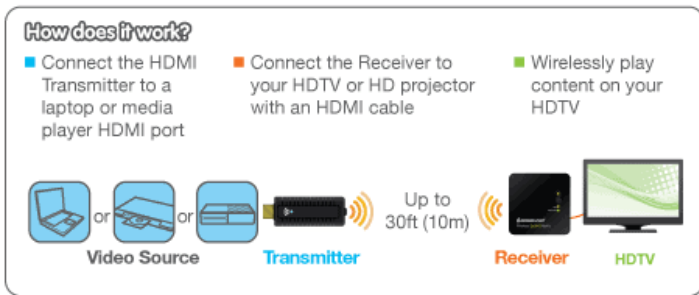 How does it work?
Connect the HDMI
Transmitter to a
laptop or media
player HDMI port
Connect the Receiver to
your HDTV or HD projector
with an HDMI cable
Wirelessly play
content on your
HDTV
or
or
Up to
30ft (10m)
Video Source
Transmitter
Receiver
HDTV